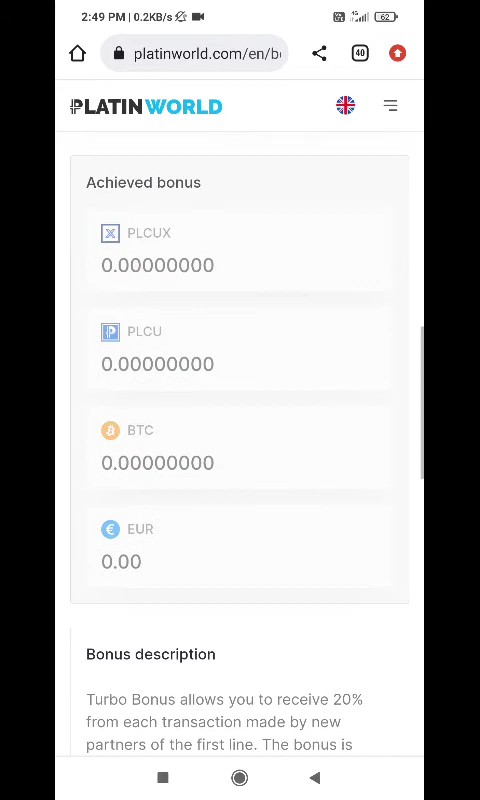 2:49 PM | 0.2KB/s
4G
62
platinworld.com/en/b
40
PLATINWORLD
Achieved bonus
PLCUX
0.00000000
PLCU
0.00000000
BTC
0.00000000
EUR
0.00
Bonus description
Turbo Bonus allows you to receive 20%
from each transaction made by new
partners of the first line. The bonus is